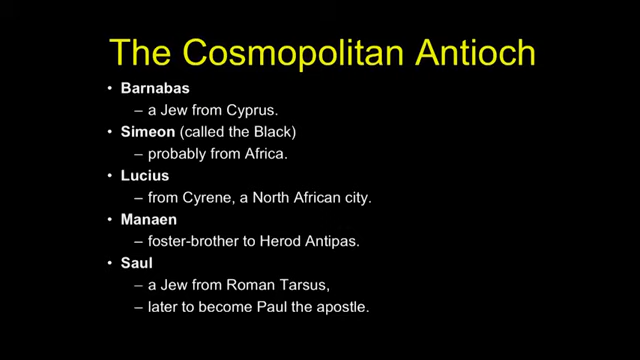 The Cosmopolitan Antioch
• Barnabas
– a Jew from Cyprus.
• Simeon (called the Black)
– probably from Africa.
• Lucius
– from Cyrene, a North African city.
• Manaen
– foster-brother to Herod Antipas.
• Saul
– a Jew from Roman Tarsus,
– later to become Paul the apostle.